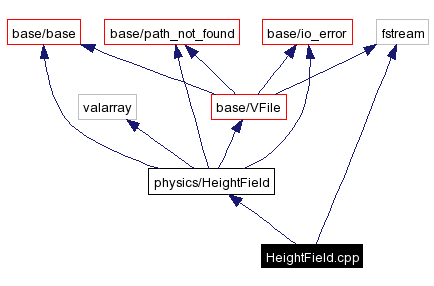 base/base
base/path_not_found
base/io_error
fstream
valarray
base/VFile
physics/HeightField
HeightField.cpp